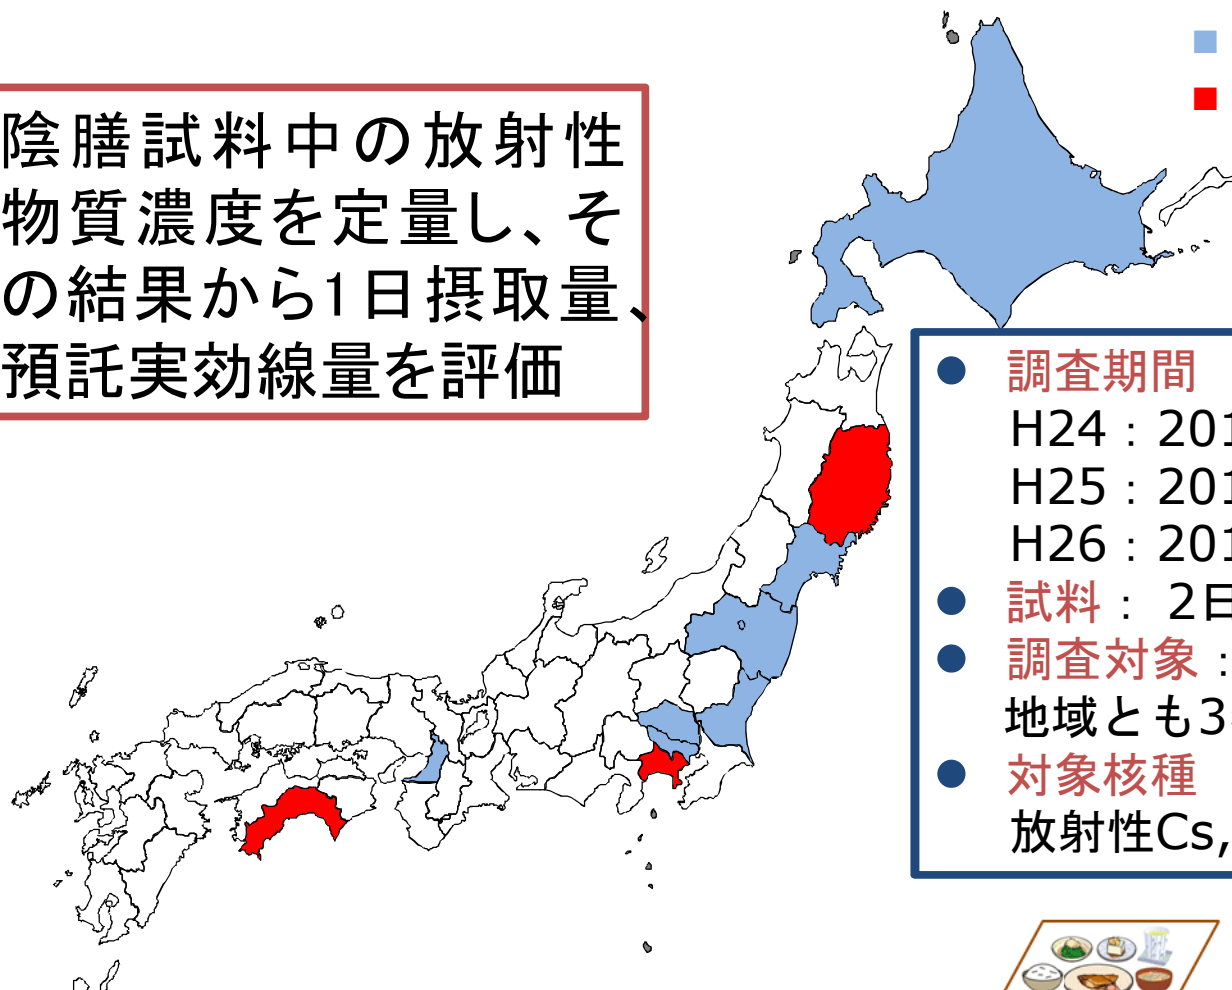 陰膳試料中の放射性
物質濃度を定量し、そ
の結果から1日摂取量、
預託実効線量を評価
● 調査期間
H24：201
H25：201
H26：201
● 試料： 2日
● 調査対象：
地域とも3
● 対象核種
放射性Cs,